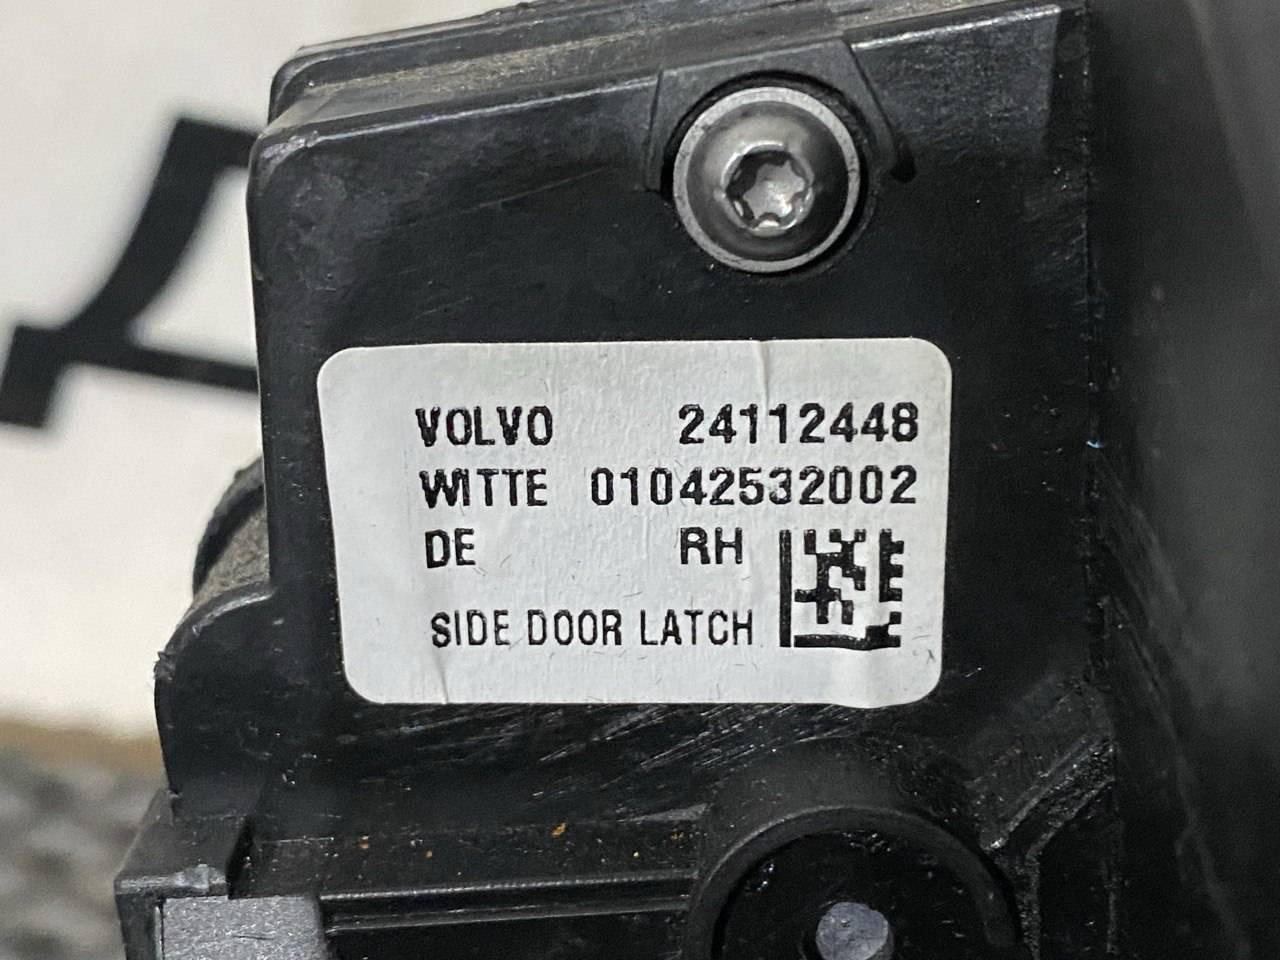 VOLVO 24112448
WITTE 01042532002
DE RH
SIDE DOOR LATCH